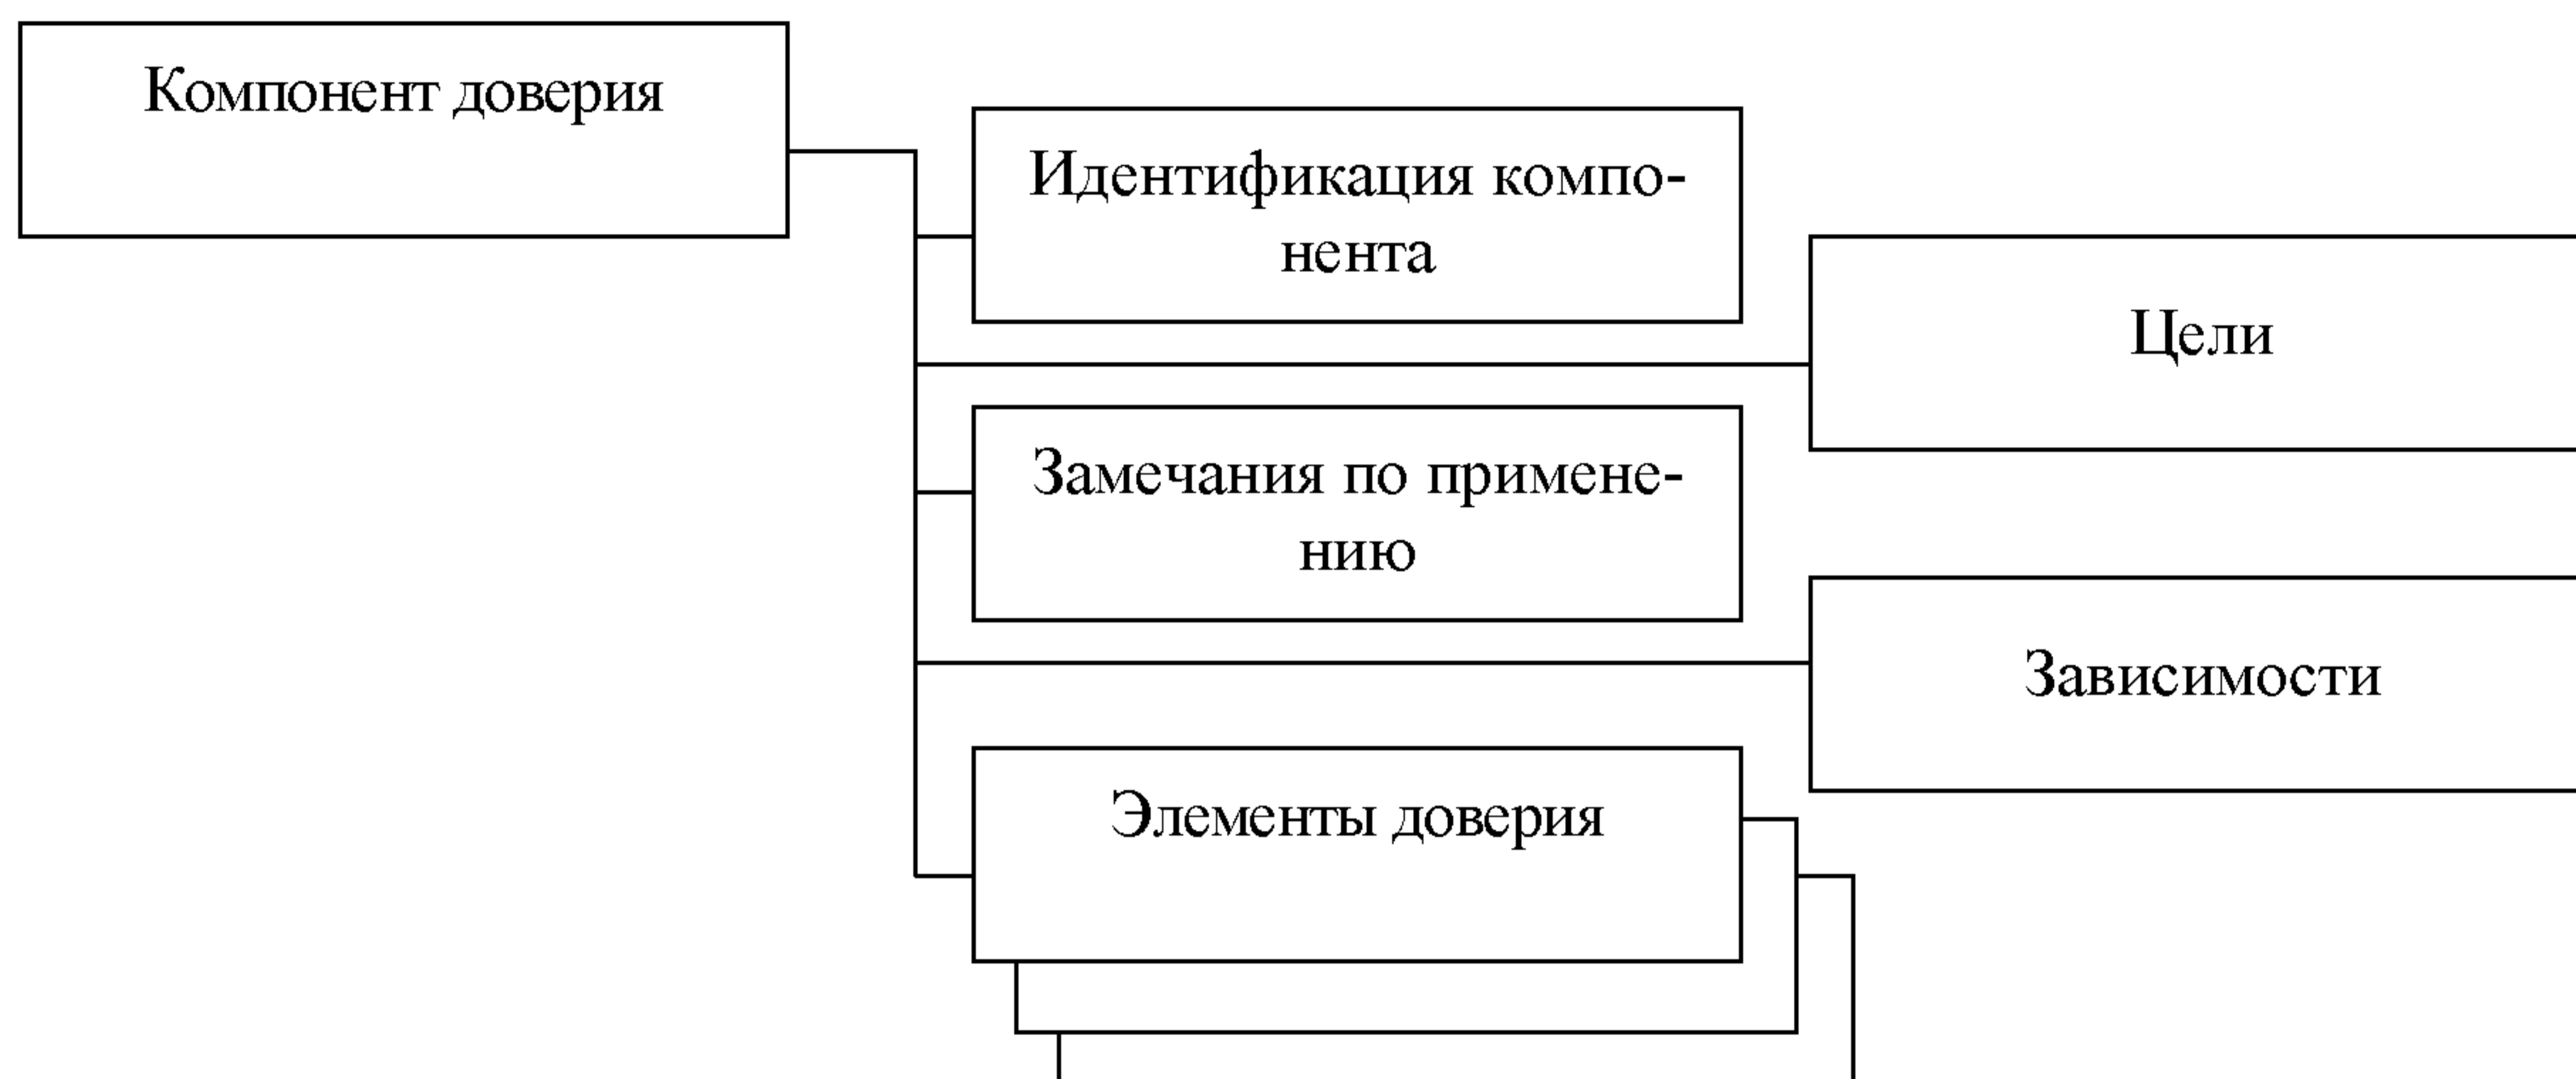 Компонент доверия
Идентификация компо-
нента
Цели
Замечания по примене-
нию
Зависимости
Элементы доверия